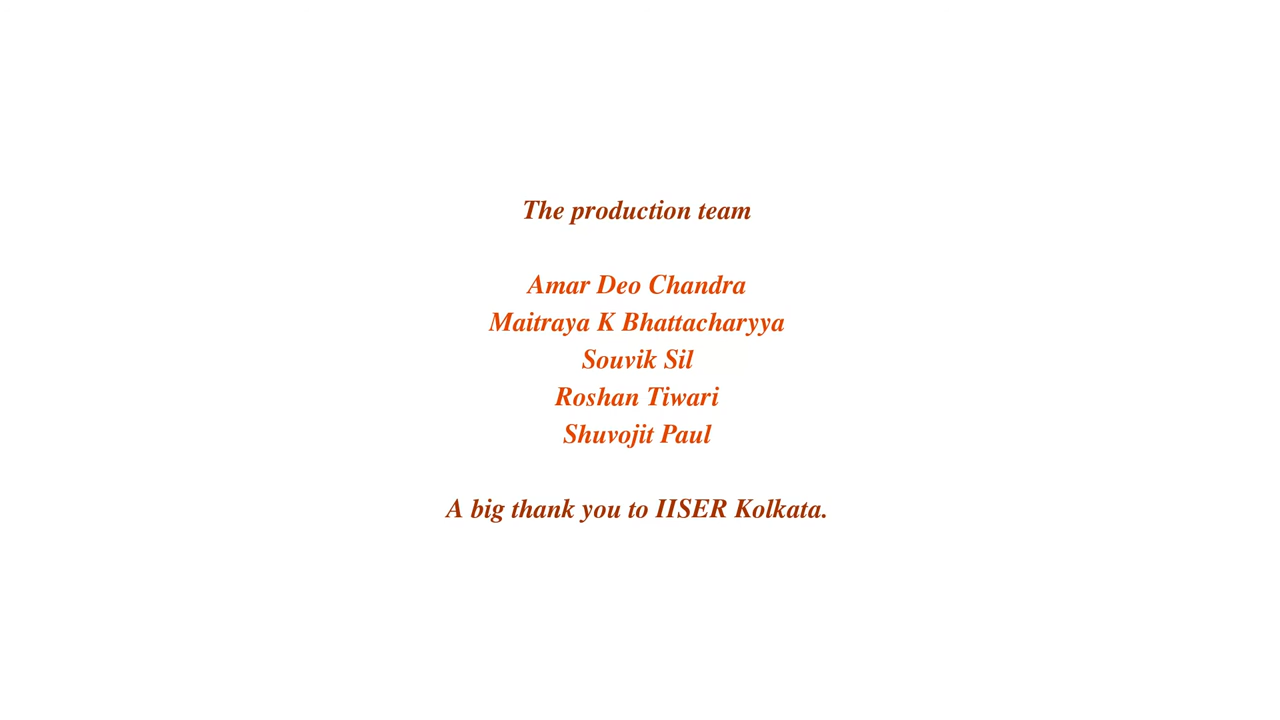 The production team
Amar Deo Chandra
Maitraya K Bhattacharyya
Souvik Sil
Roshan Tiwari
Shuvojit Paul
A big thank you to IISER Kolkata.